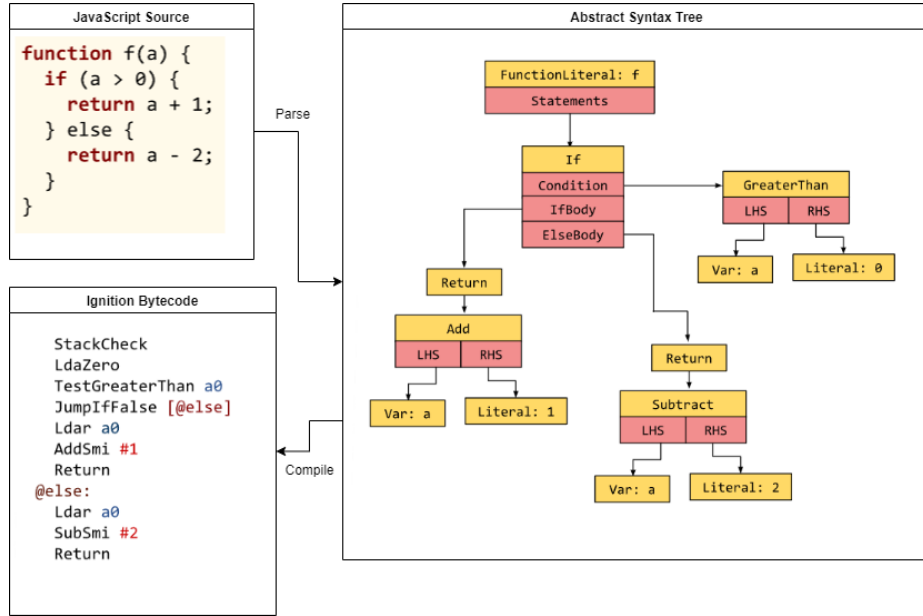 JavaScript Source
function f(a) {
if (a > 0) {
return a + 1;
} else {
return a - 2;
}
}
Parse
Abstract Syntax Tree
FunctionLiteral: f
Statements
If
Condition
IfBody
ElseBody
GreaterThan
LHS RHS
Var: a Literal: 0
Return
Add
LHS RHS
Var: a Literal: 1
Return
Subtract
LHS RHS
Var: a Literal: 2
Compile
Ignition Bytecode
StackCheck
LdaZero
TestGreaterThan a0
JumpIfFalse [@else]
Ldar a0
AddSmi #1
Return
@else:
Ldar a0
SubSmi #2
Return